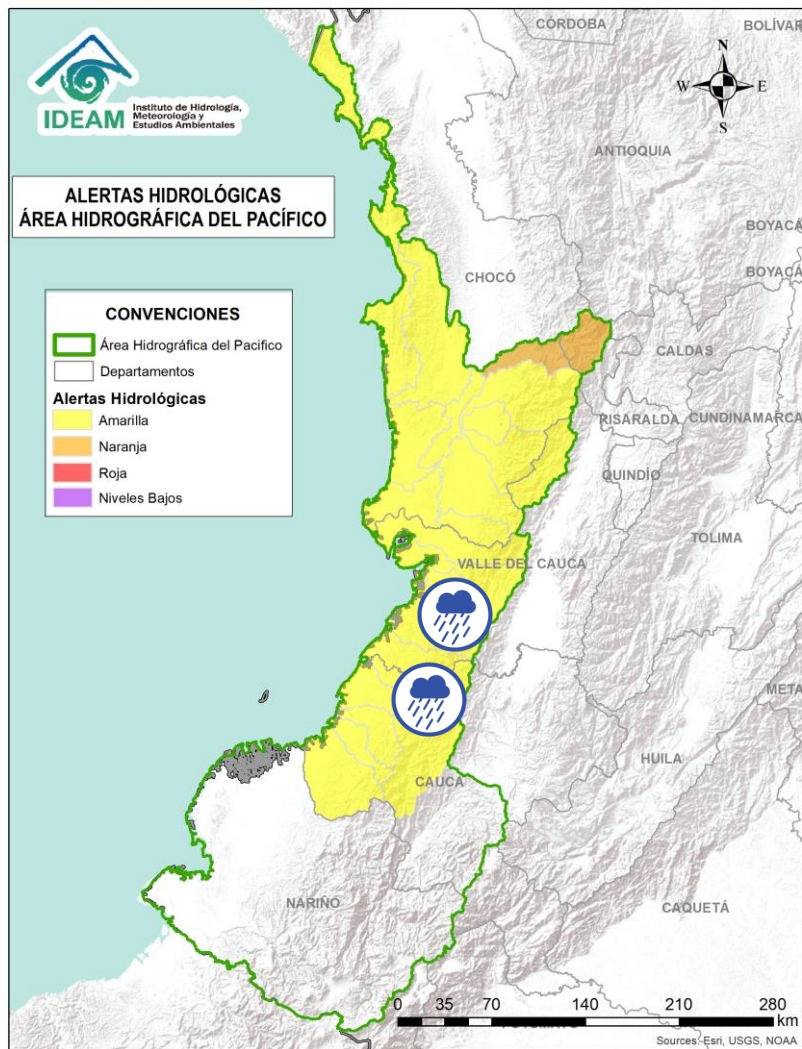 IDEAM
Instituto de Hidrología,
Meteorología y
Estudios Ambientales
ALERTAS HIDROLÓGICAS
ÁREA HIDROGRÁFICA DEL PACÍFICO
CONVENCIONES
Área Hidrográfica del Pacifico
Departamentos
Alertas Hidrológicas
Amarilla
Naranja
Roja
Niveles Bajos
N
W E
S
CÓRDOBA
BOLÍVAR
ANTIOQUIA
BOYACÁ
BOYACÁ
CHOCÓ
CALDAS
RISARALDA
CUNDINAMARCA
QUINDÍO
TOLIMA
VALLE DEL CAUCA
META
HUILA
CAUCA
NARIÑO
CAQUETÁ
0 35 70 140 210 280
km
Sources: Esri, USGS, NOAA